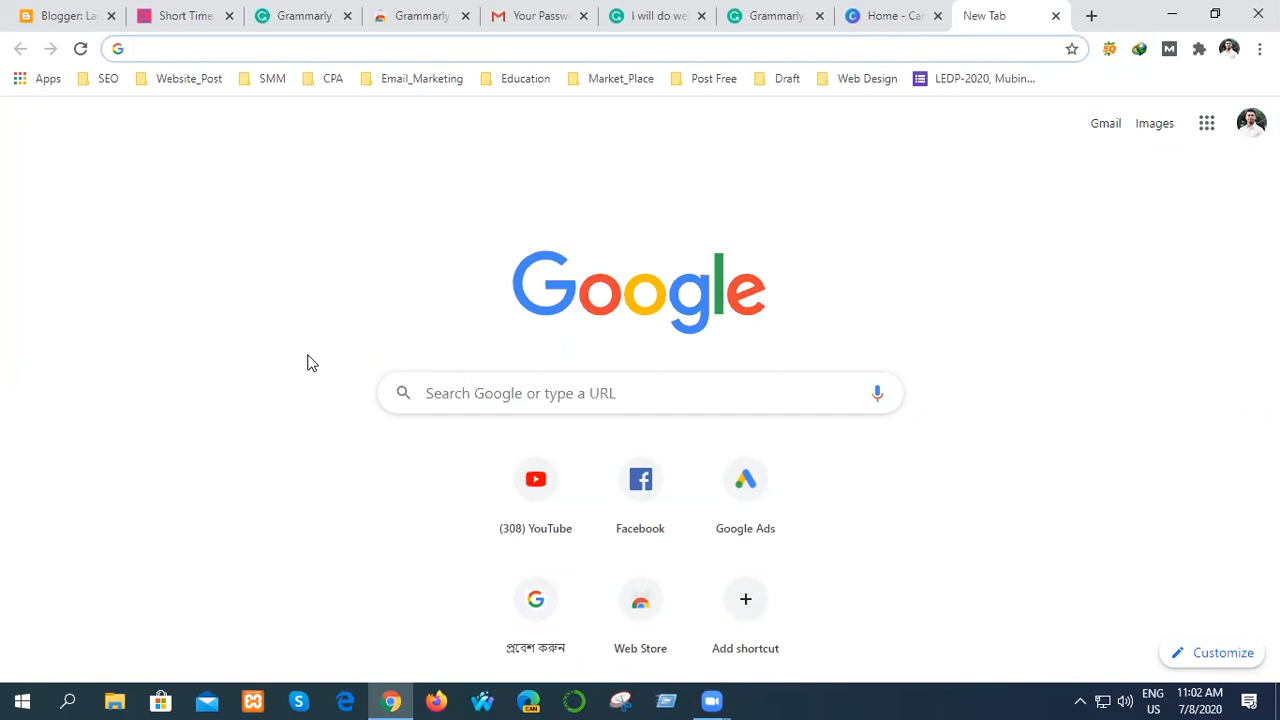 Blogger: La
Short Time
Grammarly
Grammarly
Your Passw
I will do we
Grammarly
Home - Car
New Tab
Apps
SEO
Website_Post
SMM
CPA
Email_Marketing
Education
Market_Place
Post Free
Draft
Web Design
LEDP-2020, Mubin...
Gmail
Images
Google
Search Google or type a URL
(308) YouTube
Facebook
Google Ads
প্রবেশ করুন
Web Store
Add shortcut
Customize
CAN
ENG
US
11:02 AM
7/8/2020